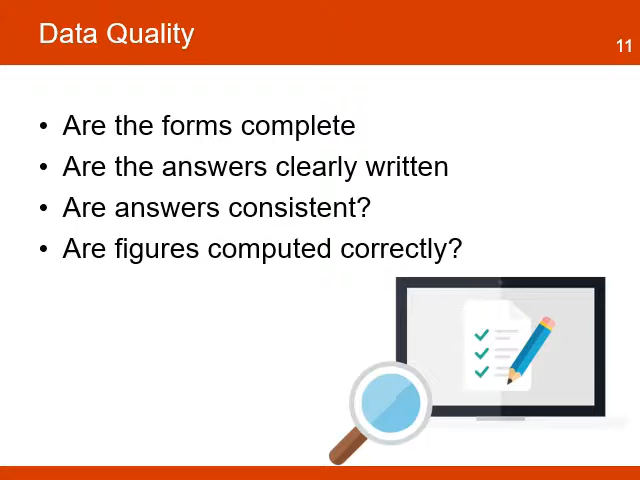 Data Quality
11
• Are the forms complete
• Are the answers clearly written
• Are answers consistent?
• Are figures computed correctly?